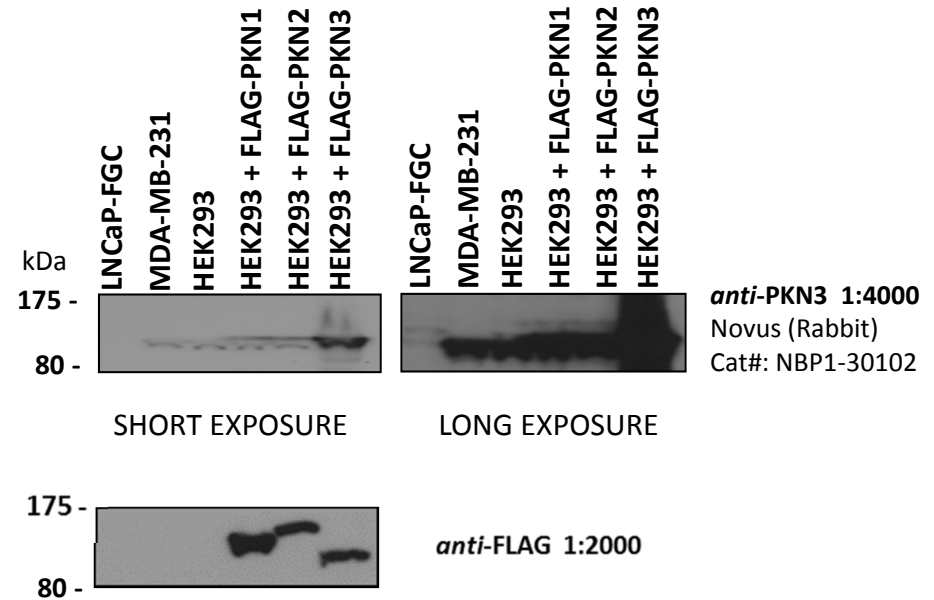 LNCaP-FGC
MDA-MB-231
HEK293
HEK293 + FLAG-PKN1
HEK293 + FLAG-PKN2
HEK293 + FLAG-PKN3
LNCaP-FGC
MDA-MB-231
HEK293
HEK293 + FLAG-PKN1
HEK293 + FLAG-PKN2
HEK293 + FLAG-PKN3
kDa
175 -
80 -
anti-PKN3 1:4000
Novus (Rabbit)
Cat#: NBP1-30102
SHORT EXPOSURE
LONG EXPOSURE
175 -
80 -
anti-FLAG 1:2000